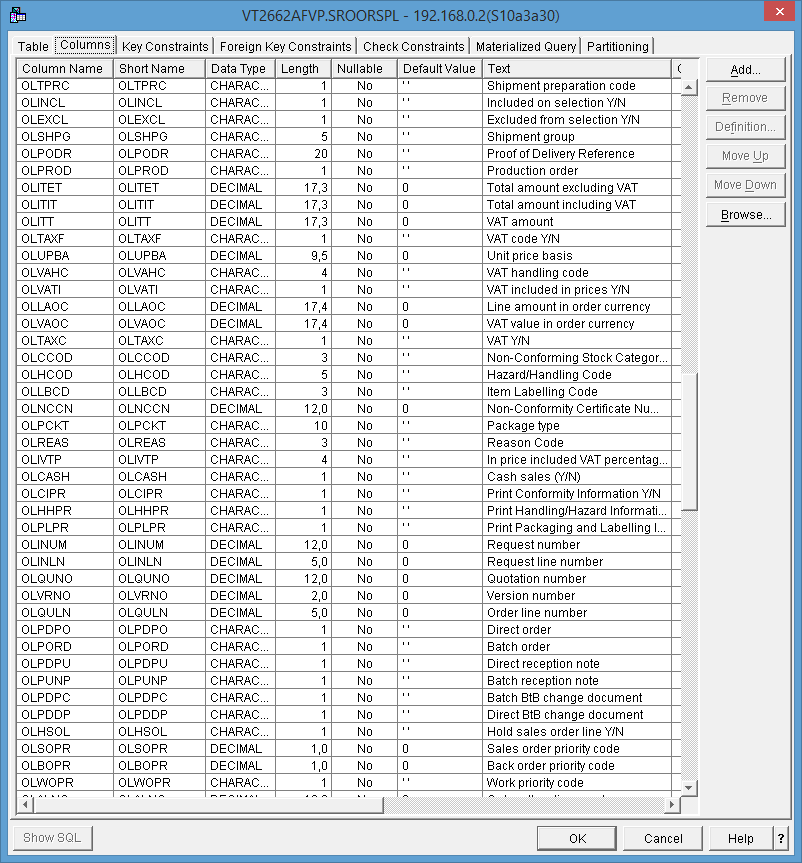 VT2662AFVP.SROORSPL - 192.168.0.2(S10a3a30)
Table Columns Key Constraints Foreign Key Constraints Check Constraints Materialized Query Partitioning
Column Name Short Name Data Type Length Nullable Default Value Text
OLTPRC OLTPRC CHARAC... 1 No ' ' Shipment preparation code
OLINCL OLINCL CHARAC... 1 No ' ' Included on selection Y/N
OLEXCL OLEXCL CHARAC... 1 No ' ' Excluded from selection Y/N
OLSHPG OLSHPG CHARAC... 5 No ' ' Shipment group
OLPODR OLPODR CHARAC... 20 No ' ' Proof of Delivery Reference
OLPROD OLPROD CHARAC... 1 No ' ' Production order
OLITET OLITET DECIMAL 17,3 No 0 Total amount excluding VAT
OLITIT OLITIT DECIMAL 17,3 No 0 Total amount including VAT
OLITT OLITT DECIMAL 17,3 No 0 VAT amount
OLTAXF OLTAXF CHARAC... 1 No ' ' VAT code Y/N
OLUPBA OLUPBA DECIMAL 9,5 No 0 Unit price basis
OLVAHC OLVAHC CHARAC... 4 No ' ' VAT handling code
OLVATI OLVATI CHARAC... 1 No ' ' VAT included in prices Y/N
OLLAOC OLLAOC DECIMAL 17,4 No 0 Line amount in order currency
OLVAOC OLVAOC DECIMAL 17,4 No 0 VAT value in order currency
OLTAXC OLTAXC CHARAC... 1 No ' ' VAT Y/N
OLCCOD OLCCOD CHARAC... 3 No ' ' Non-Conforming Stock Categor...
OLHCOD OLHCOD CHARAC... 5 No ' ' Hazard/Handling Code
OLLBCD OLLBCD CHARAC... 3 No ' ' Item Labelling Code
OLNCCN OLNCCN DECIMAL 12,0 No 0 Non-Conformity Certificate Nu...
OLPCKT OLPCKT CHARAC... 10 No ' ' Package type
OLREAS OLREAS CHARAC... 3 No ' ' Reason Code
OLIVTP OLIVTP CHARAC... 4 No ' ' In price included VAT percentag...
OLCASH OLCASH CHARAC... 1 No ' ' Cash sales (Y/N)
OLCIPR OLCIPR CHARAC... 1 No ' ' Print Conformity Information Y/N
OLHHPR OLHHPR CHARAC... 1 No ' ' Print Handling/Hazard Informati...
OLPLPR OLPLPR CHARAC... 1 No ' ' Print Packaging and Labelling I...
OLINUM OLINUM DECIMAL 12,0 No 0 Request number
OLINLN OLINLN DECIMAL 5,0 No 0 Request line number
OLQUNO OLQUNO DECIMAL 12,0 No 0 Quotation number
OLVRNO OLVRNO DECIMAL 2,0 No 0 Version number
OLQULN OLQULN DECIMAL 5,0 No 0 Order line number
OLPDPO OLPDPO CHARAC... 1 No ' ' Direct order
OLPORD OLPORD CHARAC... 1 No ' ' Batch order
OLPDPU OLPDPU CHARAC... 1 No ' ' Direct reception note
OLPUNP OLPUNP CHARAC... 1 No ' ' Batch reception note
OLPDPC OLPDPC CHARAC... 1 No ' ' Batch BtB change document
OLPDDP OLPDDP CHARAC... 1 No ' ' Direct BtB change document
OLHSOL OLHSOL CHARAC... 1 No ' ' Hold sales order line Y/N
OLSOPR OLSOPR DECIMAL 1,0 No 0 Sales order priority code
OLBOPR OLBOPR DECIMAL 1,0 No 0 Back order priority code
OLWOPR OLWOPR CHARAC... 1 No ' ' Work priority code
Add...
Remove
Definition...
Move Up
Move Down
Browse...
Show SQL OK Cancel Help ?